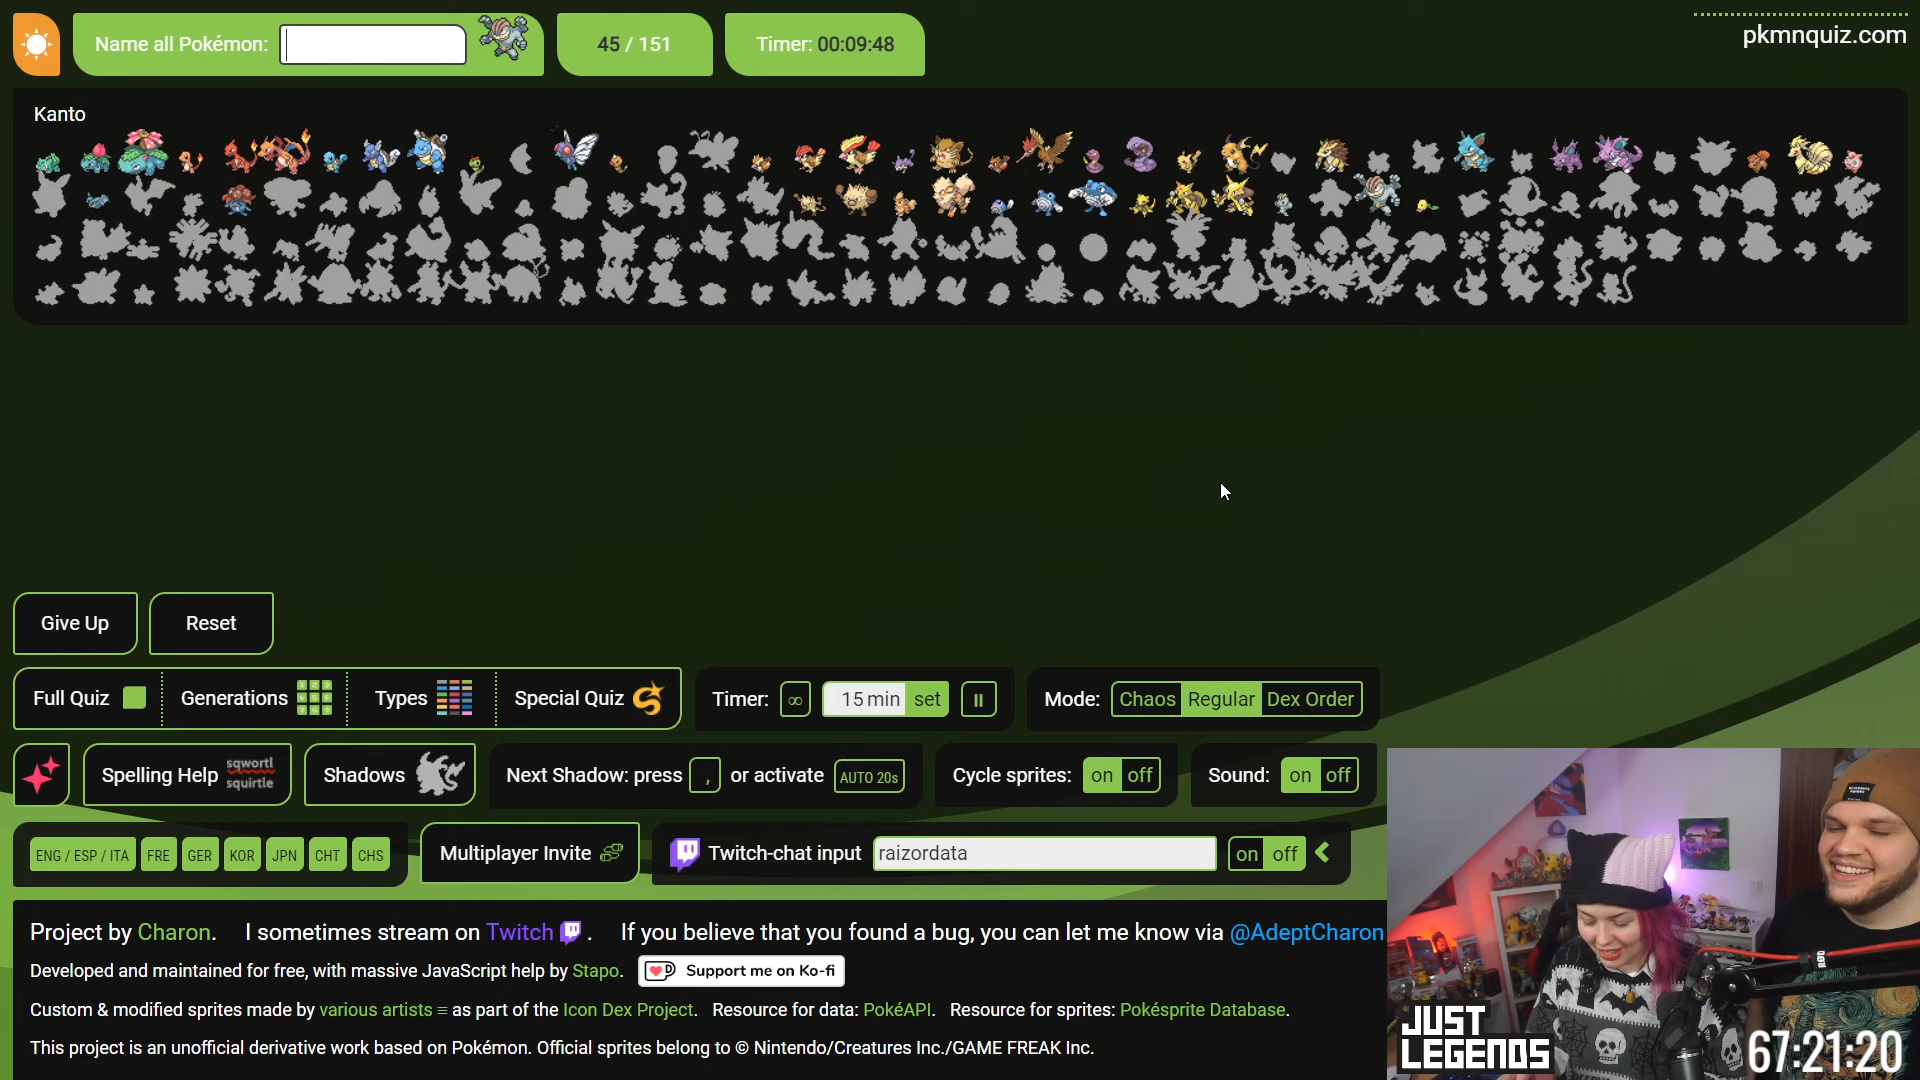 Name all Pokémon:
45 / 151
Timer: 00:09:48
pkmnquiz.com
Kanto
Give Up
Reset
Full Quiz
Generations
Types
Special Quiz
Timer: ∞ 15 min set
Mode: Chaos Regular Dex Order
Spelling Help sqwortl squirtle
Shadows
Next Shadow: press , or activate AUTO 20s
Cycle sprites: on off
Sound: on off
ENG / ESP / ITA FRE GER KOR JPN CHT CHS
Multiplayer Invite
Twitch-chat input raizordata on off
Project by Charon. I sometimes stream on Twitch . If you believe that you found a bug, you can let me know via @AdeptCharon
Developed and maintained for free, with massive JavaScript help by Stapo. Support me on Ko-fi
Custom & modified sprites made by various artists ≡ as part of the Icon Dex Project. Resource for data: PokéAPI. Resource for sprites: Pokésprite Database.
This project is an unofficial derivative work based on Pokémon. Official sprites belong to © Nintendo/Creatures Inc./GAME FREAK Inc.
JUST
LEGENDS
67:21:20